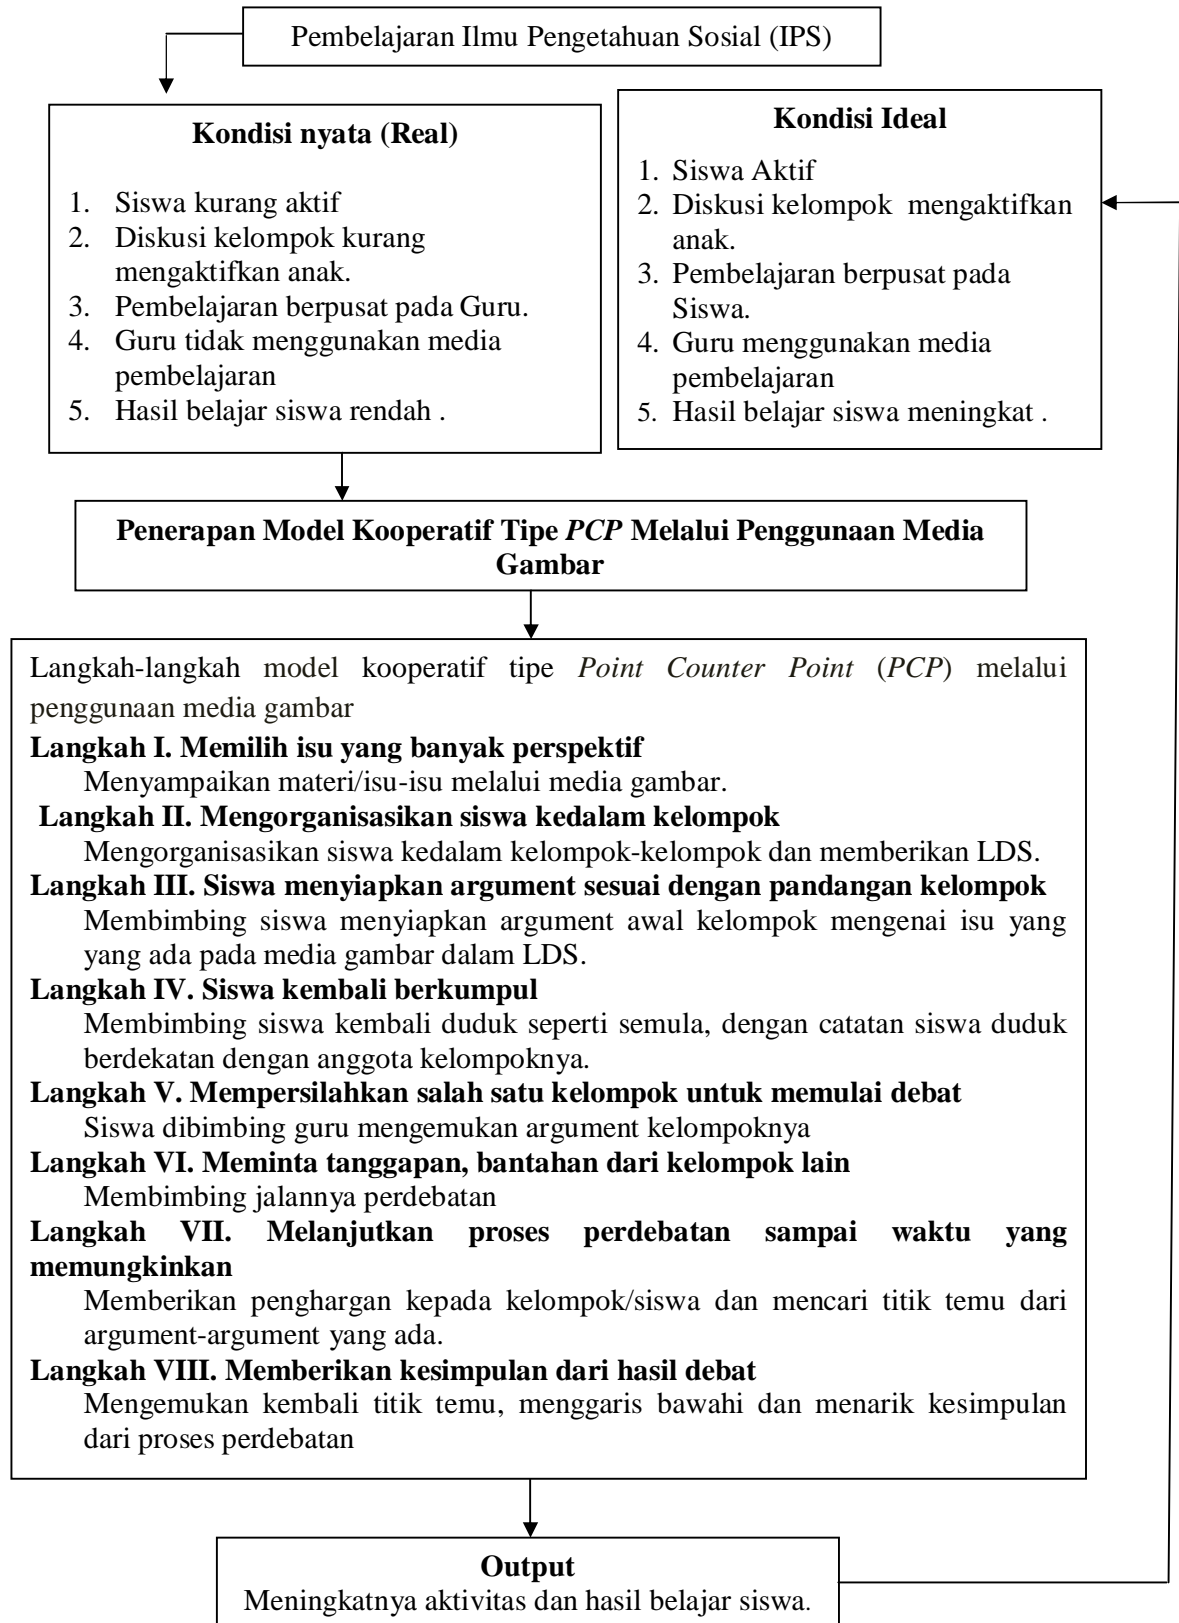 Pembelajaran Ilmu Pengetahuan Sosial (IPS)
Kondisi nyata (Real)
1. Siswa kurang aktif
2. Diskusi kelompok kurang
mengaktifkan anak.
3. Pembelajaran berpusat pada Guru.
4. Guru tidak menggunakan media
pembelajaran
5. Hasil belajar siswa rendah .
Kondisi Ideal
1. Siswa Aktif
2. Diskusi kelompok mengaktifkan
anak.
3. Pembelajaran berpusat pada
Siswa.
4. Guru menggunakan media
pembelajaran
5. Hasil belajar siswa meningkat .
Penerapan Model Kooperatif Tipe PCP Melalui Penggunaan Media
Gambar
Langkah-langkah model kooperatif tipe Point Counter Point (PCP) melalui
penggunaan media gambar
Langkah I. Memilih isu yang banyak perspektif
Menyampaikan materi/isu-isu melalui media gambar.
Langkah II. Mengorganisasikan siswa kedalam kelompok
Mengorganisasikan siswa kedalam kelompok-kelompok dan memberikan LDS.
Langkah III. Siswa menyiapkan argument sesuai dengan pandangan kelompok
Membimbing siswa menyiapkan argument awal kelompok mengenai isu yang
yang ada pada media gambar dalam LDS.
Langkah IV. Siswa kembali berkumpul
Membimbing siswa kembali duduk seperti semula, dengan catatan siswa duduk
berdekatan dengan anggota kelompoknya.
Langkah V. Mempersilahkan salah satu kelompok untuk memulai debat
Siswa dibimbing guru mengemukan argument kelompoknya
Langkah VI. Meminta tanggapan, bantahan dari kelompok lain
Membimbing jalannya perdebatan
Langkah VII. Melanjutkan proses perdebatan sampai waktu yang
memungkinkan
Memberikan penghargan kepada kelompok/siswa dan mencari titik temu dari
argument-argument yang ada.
Langkah VIII. Memberikan kesimpulan dari hasil debat
Mengemukan kembali titik temu, menggaris bawahi dan menarik kesimpulan
dari proses perdebatan
Output
Meningkatnya aktivitas dan hasil belajar siswa.